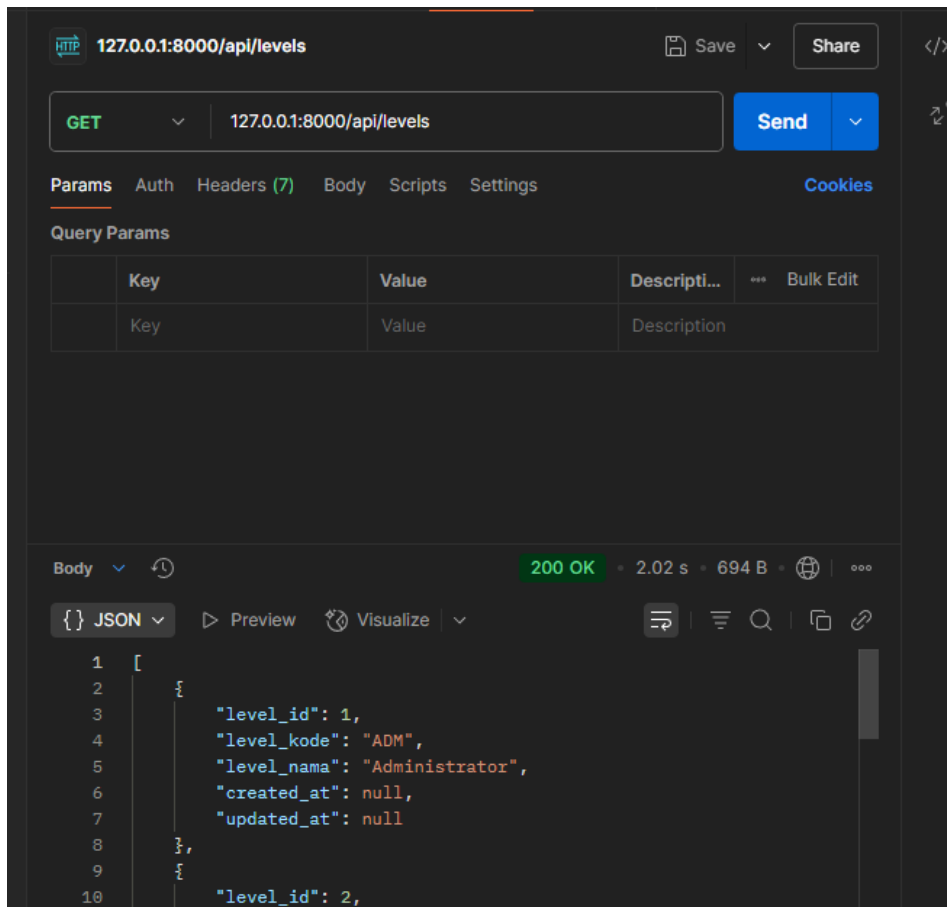 HTTP 127.0.0.1:8000/api/levels Save Share </>
GET 127.0.0.1:8000/api/levels Send
Params Auth Headers (7) Body Scripts Settings Cookies
Query Params
Key Value Descripti... Bulk Edit
Key Value Description
Body 200 OK 2.02 s 694 B
{} JSON Preview Visualize
1 [
2 {
3 "level_id": 1,
4 "level_kode": "ADM",
5 "level_nama": "Administrator",
6 "created_at": null,
7 "updated_at": null
8 },
9 {
10 "level_id": 2,